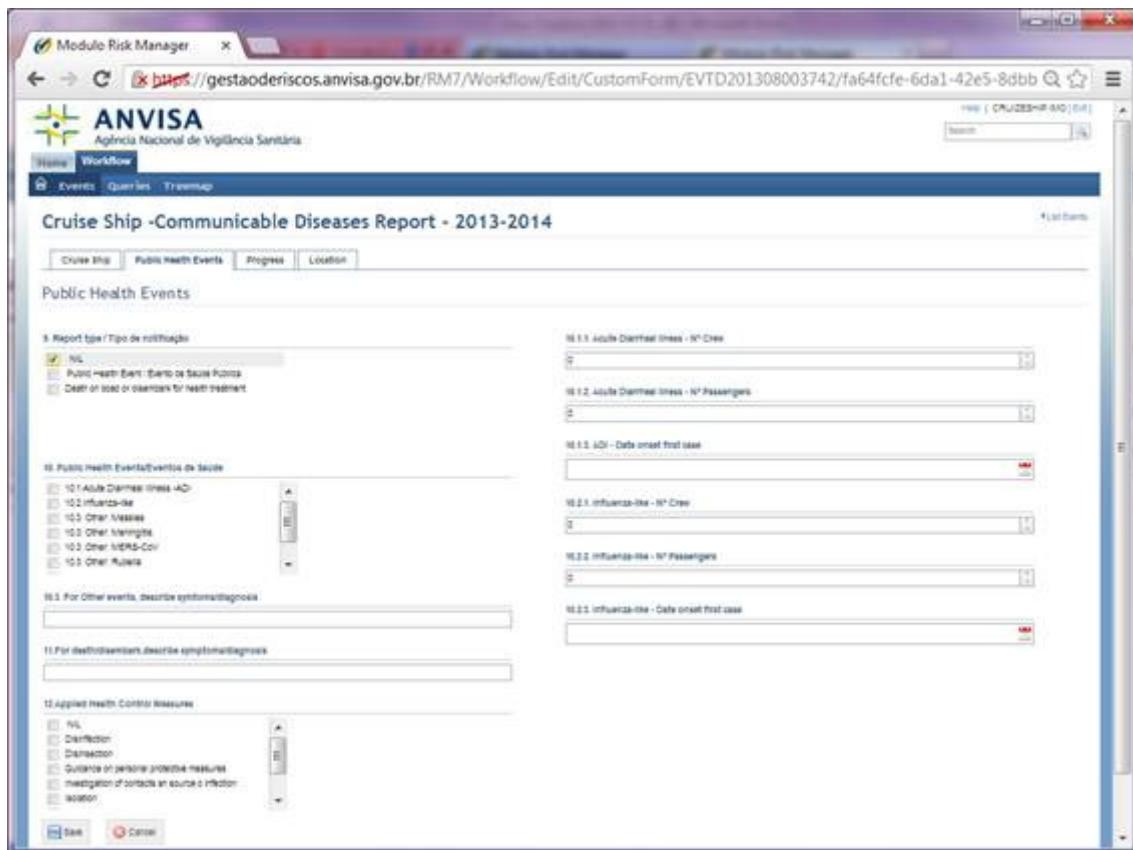 Modulo Risk Manager
https://gestaoderiscos.anvisa.gov.br/RM7/Workflow/Edit/CustomForm/EVTD201308003742/fa64fcfe-6da1-42e5-8dbb
ANVISA
Agência Nacional de Vigilância Sanitária
Search
Home Workflow
Events Queries Treemap
Cruise Ship -Communicable Diseases Report - 2013-2014
List Events
Cruise Ship Public Health Events Progress Location
Public Health Events
9. Report type / Tipo de notificação
NIL
Public Health Event / Evento de Saúde Pública
Death on board or disembark for health treatment
10. Public Health Events/Eventos de Saúde
10.1 Acute Diarrheal Illness -ADI
10.2 Influenza-like
10.3. Other: Measles
10.3. Other: Meningitis
10.3. Other: MERS-CoV
10.3. Other: Rubella
10.3. For Other events, describe symptoms/diagnosis
11.For death/disembark,describe symptoms/diagnosis
12.Applied Health Control Measures
NIL
Disinfection
Disinsection
Guidance on personal protective measures
Investigation of contacts an source o infection
Isolation
Save Cancel
10.1.1. Acute Diarrheal Illness - Nº Crew
0
10.1.2. Acute Diarrheal Illness - Nº Passengers
0
10.1.3. ADI - Date onset first case
10.2.1. Influenza-like - Nº Crew
0
10.2.2. Influenza-like - Nº Passengers
0
10.2.3. Influenza-like - Date onset first case